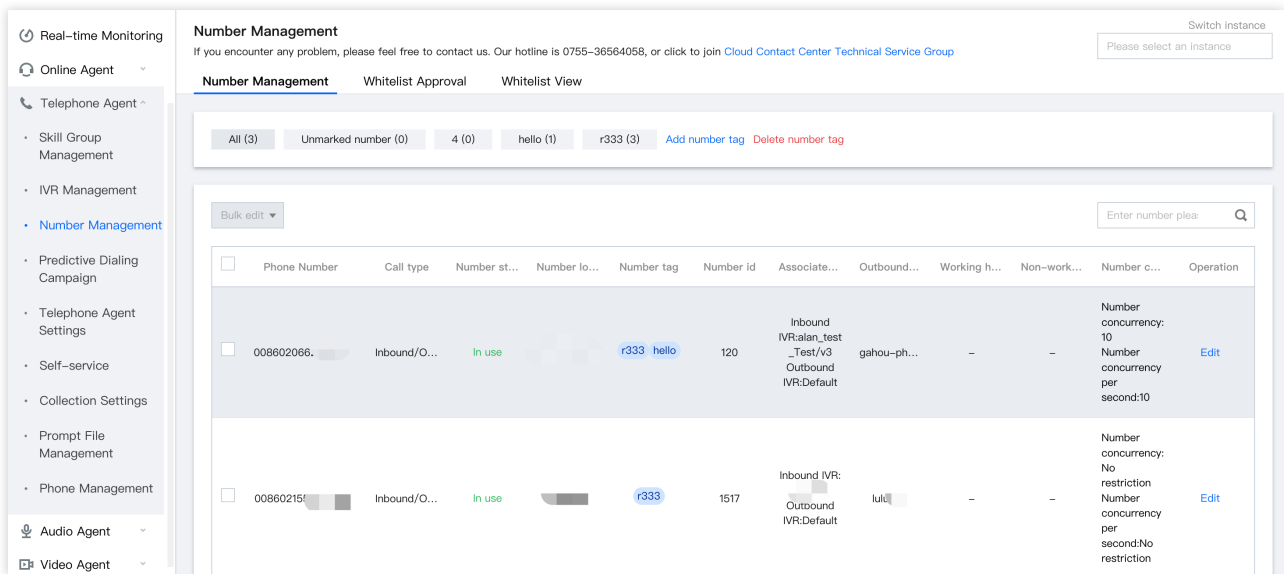 Real-time Monitoring
Online Agent
Telephone Agent
Skill Group
Management
IVR Management
Number Management
Predictive Dialing
Campaign
Telephone Agent
Settings
Self-service
Collection Settings
Prompt File
Management
Phone Management
Audio Agent
Video Agent
Number Management
If you encounter any problem, please feel free to contact us. Our hotline is 0755-36564058, or click to join Cloud Contact Center Technical Service Group
Switch instance
Please select an instance
Number Management Whitelist Approval Whitelist View
All (3) Unmarked number (0) 4 (0) hello (1) r333 (3) Add number tag Delete number tag
Bulk edit
Enter number plea:
Phone Number Call type Number st... Number lo... Number tag Number id Associate... Outbound... Working h... Non-work... Number c... Operation
008602066. Inbound/O... In use r333 hello 120
Inbound
IVR:alan_test
_Test/v3
Outbound
IVR:Default
gahou-ph... - -
Number
concurrency:
10
Number
concurrency
per
second:10
Edit
00860215 Inbound/O... In use r333 1517
Inbound IVR:
Outbound
IVR:Default
lulu - -
Number
concurrency:
No
restriction
Number
concurrency
per
second:No
restriction
Edit